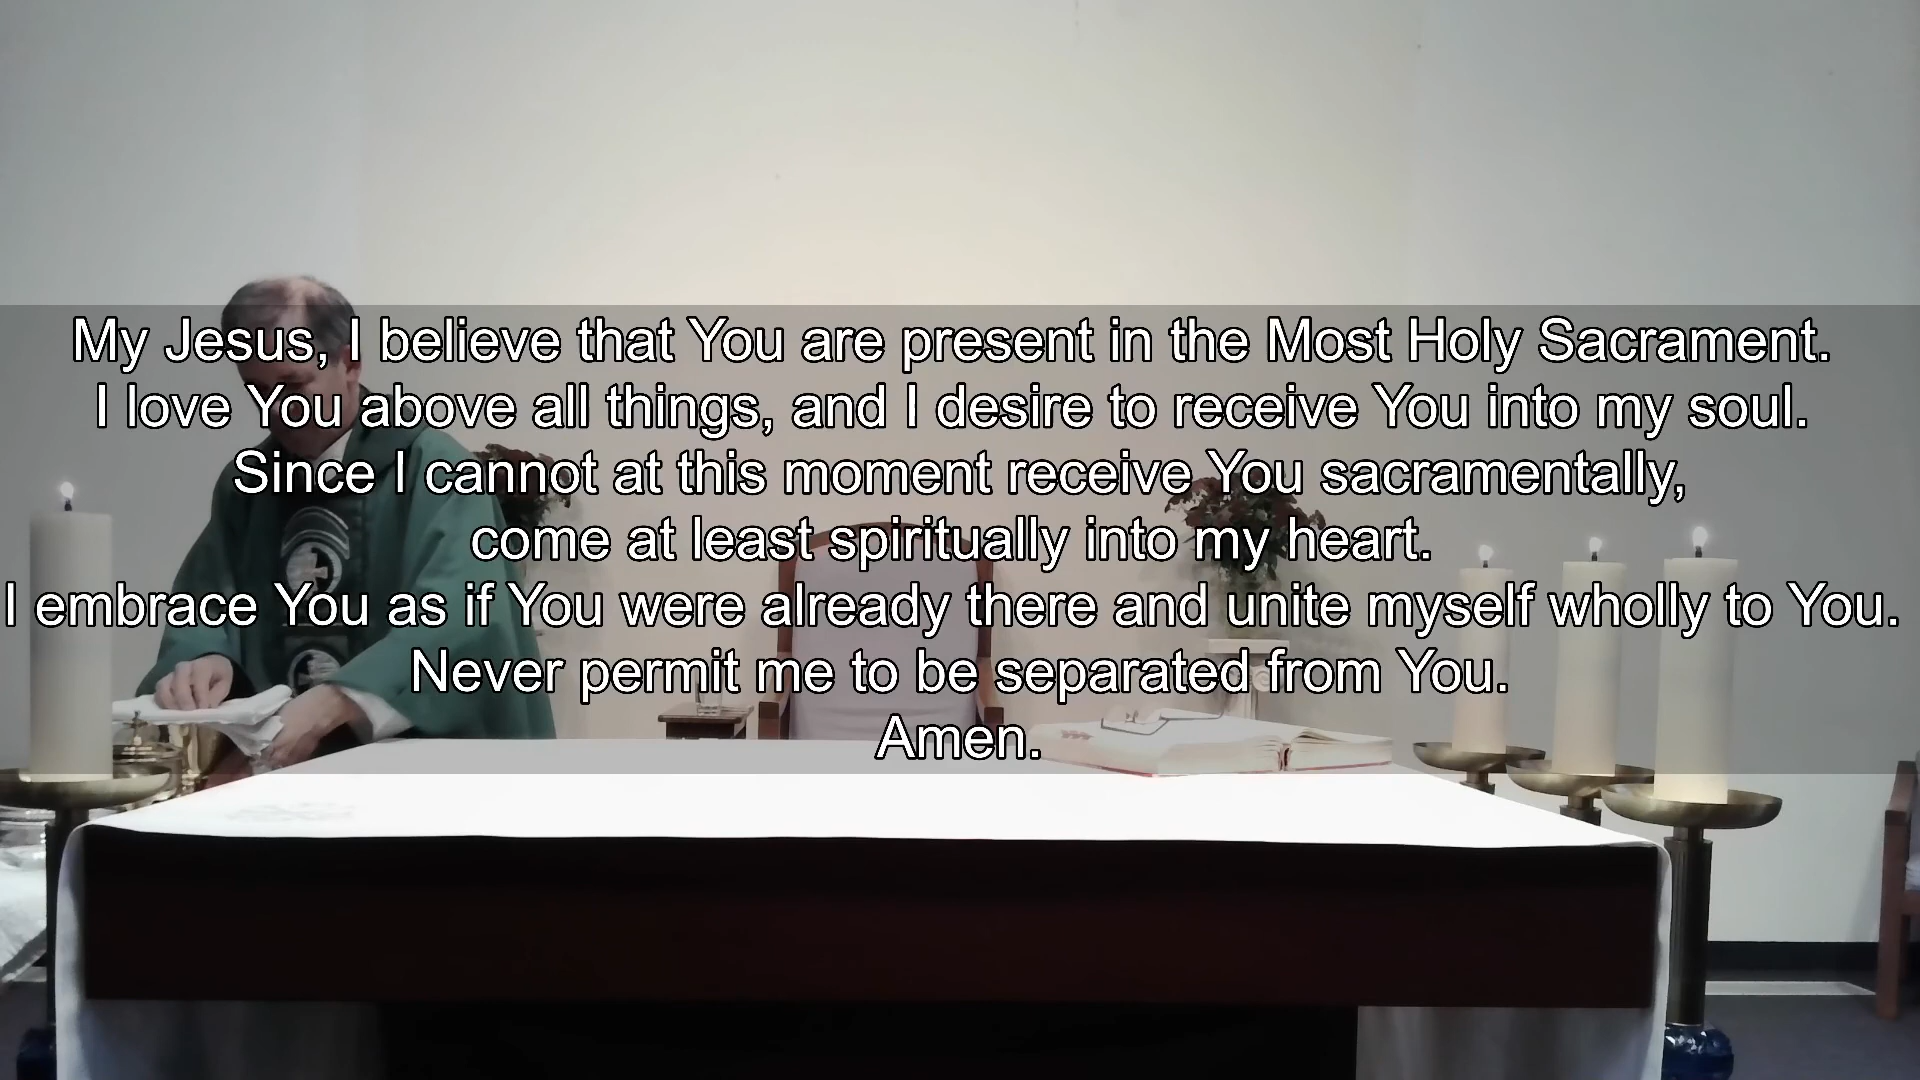 My Jesus, I believe that You are present in the Most Holy Sacrament.
I love You above all things, and I desire to receive You into my soul.
Since I cannot at this moment receive You sacramentally,
come at least spiritually into my heart.
I embrace You as if You were already there and unite myself wholly to You.
Never permit me to be separated from You.
Amen.